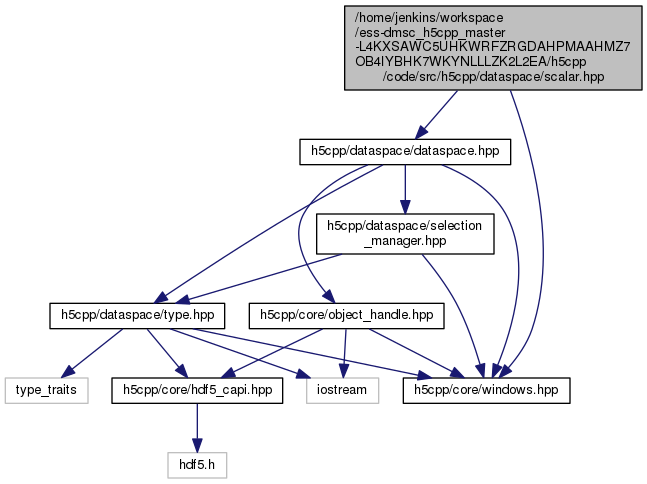 /home/jenkins/workspace
/ess-dmsc_h5cpp_master
-L4KXSAWC5UHKWRFZRGDAHPMAAHMZ7
OB4IYBHK7WKYNLLLZK2L2EA/h5cpp
/code/src/h5cpp/dataspace/scalar.hpp
h5cpp/dataspace/dataspace.hpp
h5cpp/dataspace/selection
_manager.hpp
h5cpp/dataspace/type.hpp
h5cpp/core/object_handle.hpp
type_traits
h5cpp/core/hdf5_capi.hpp
iostream
h5cpp/core/windows.hpp
hdf5.h